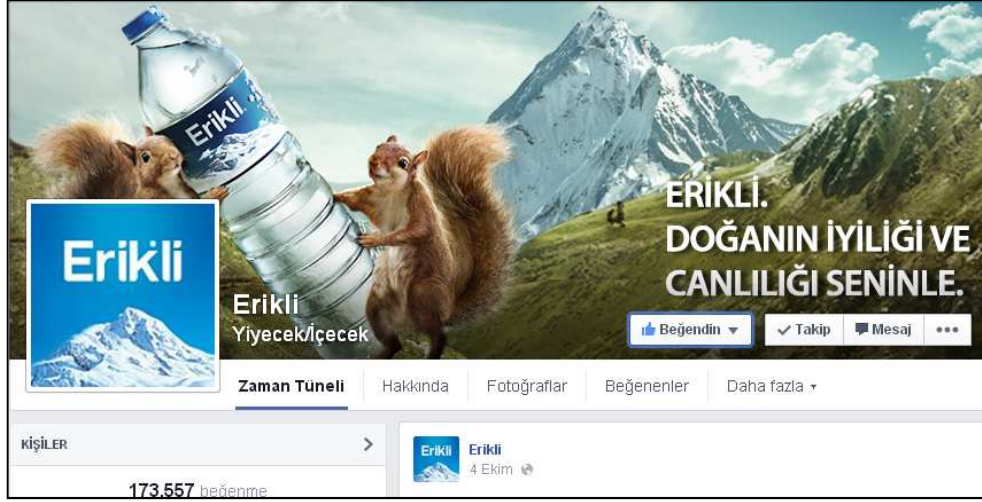 Erikli
ERİKLİ.
DOĞANIN İYİLİĞİ VE
CANLILIĞI SENİNLE.
Erikli
Erikli
Yiyecek/İçecek
Beğendin
Takip
Mesaj
Zaman Tüneli
Hakkında
Fotoğraflar
Beğenenler
Daha fazla
KİŞİLER
173.557 beğenme
Erikli
Erikli
4 Ekim